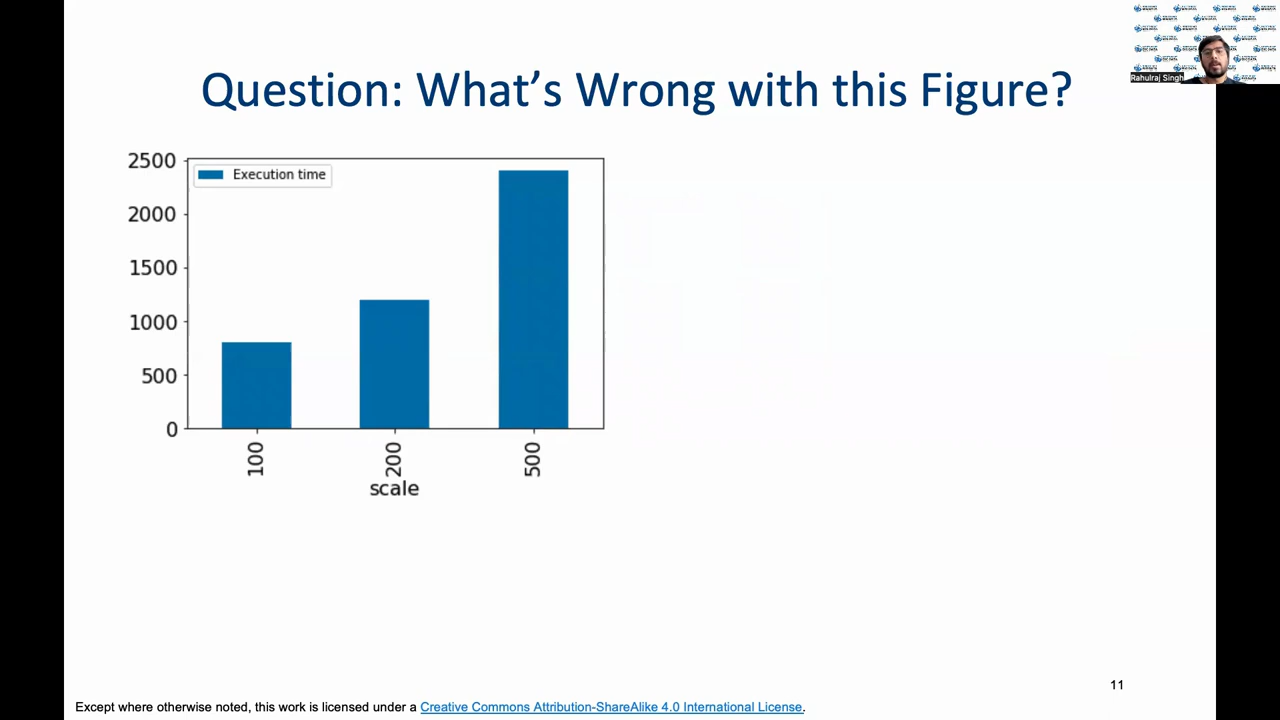 Rahulraj Singh
Question: What's Wrong with this Figure?
2500
2000
1500
1000
500
0
Execution time
100
200
500
scale
11
Except where otherwise noted, this work is licensed under a Creative Commons Attribution-ShareAlike 4.0 International License.